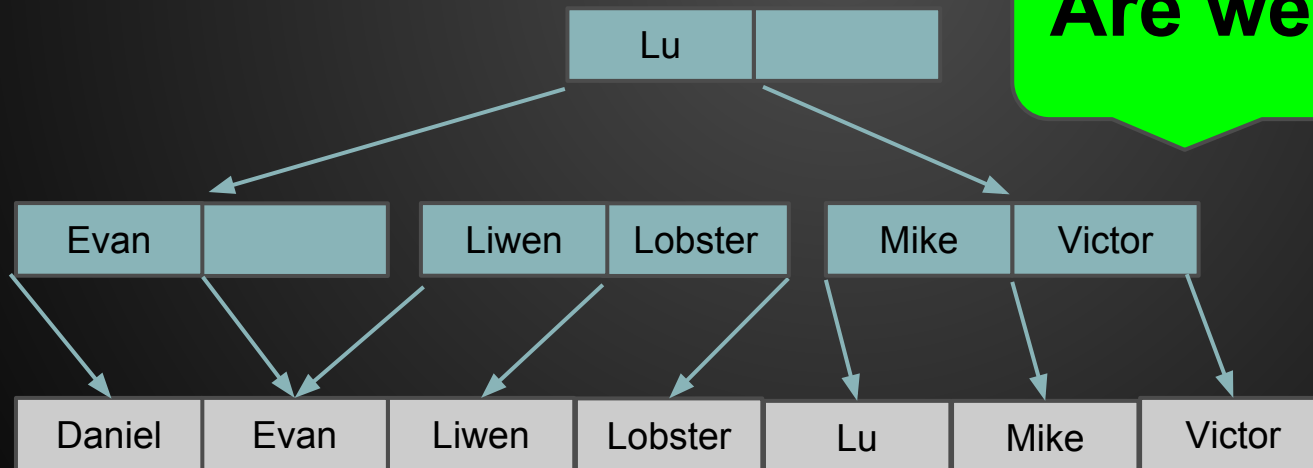 Are we
Lu
Evan
Liwen
Lobster
Mike
Victor
Daniel
Evan
Liwen
Lobster
Lu
Mike
Victor